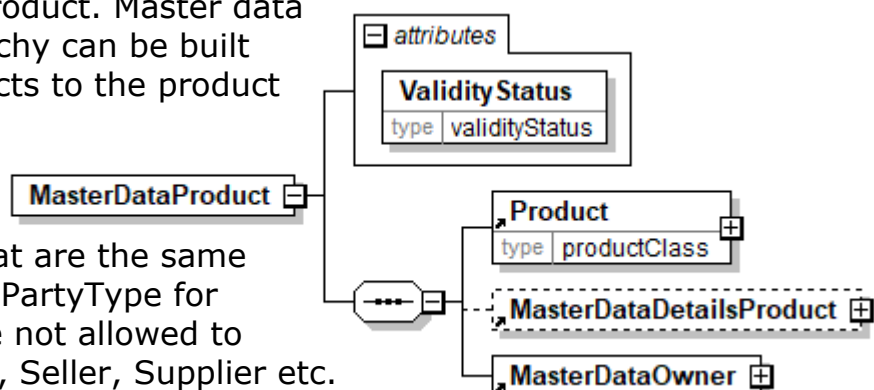 roduct. Master data
chy can be built
cts to the product
at are the same
PartyType for
e not allowed to
, Seller, Supplier etc.
attributes
ValidityStatus
type validityStatus
MasterDataProduct
Product
type productClass
MasterDataDetailsProduct
MasterDataOwner